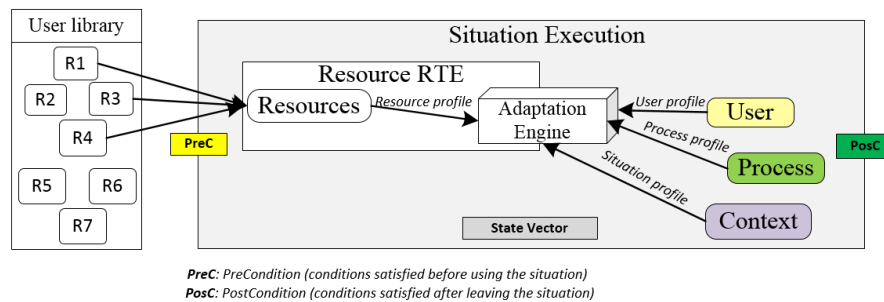 User library
R1
R2
R3
R4
R5
R6
R7
Situation Execution
Resource RTE
Resources
Resource profile
Adaptation
Engine
User profile
User
Process profile
Process
Situation profile
Context
PreC
PosC
State Vector
PreC: PreCondition (conditions satisfied before using the situation)
PosC: PostCondition (conditions satisfied after leaving the situation)